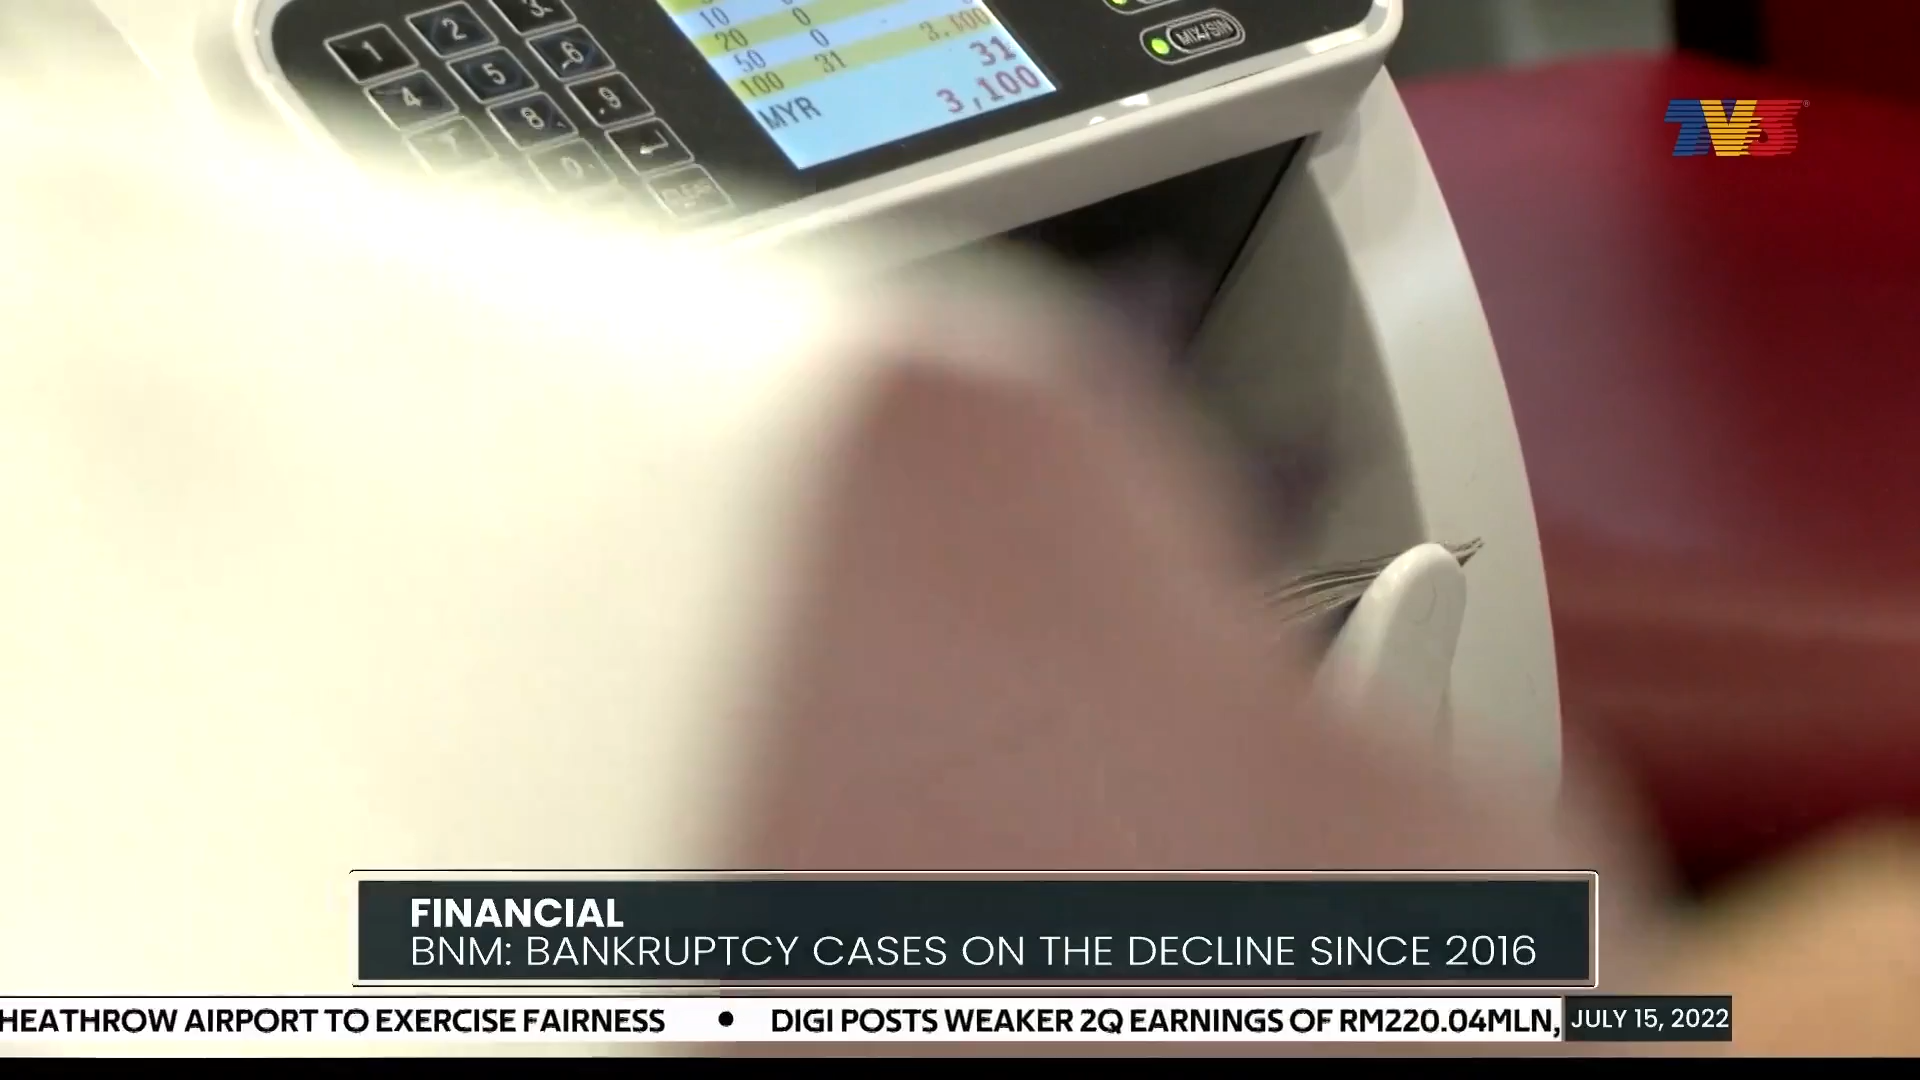 1 2 3
4 5 6
8 9
0
10 0
20 0
50 0 3,100
100 31 31
MYR 3,100
MIX/SIN
TV3
FINANCIAL
BNM: BANKRUPTCY CASES ON THE DECLINE SINCE 2016
HEATHROW AIRPORT TO EXERCISE FAIRNESS • DIGI POSTS WEAKER 2Q EARNINGS OF RM220.04MLN,
JULY 15, 2022